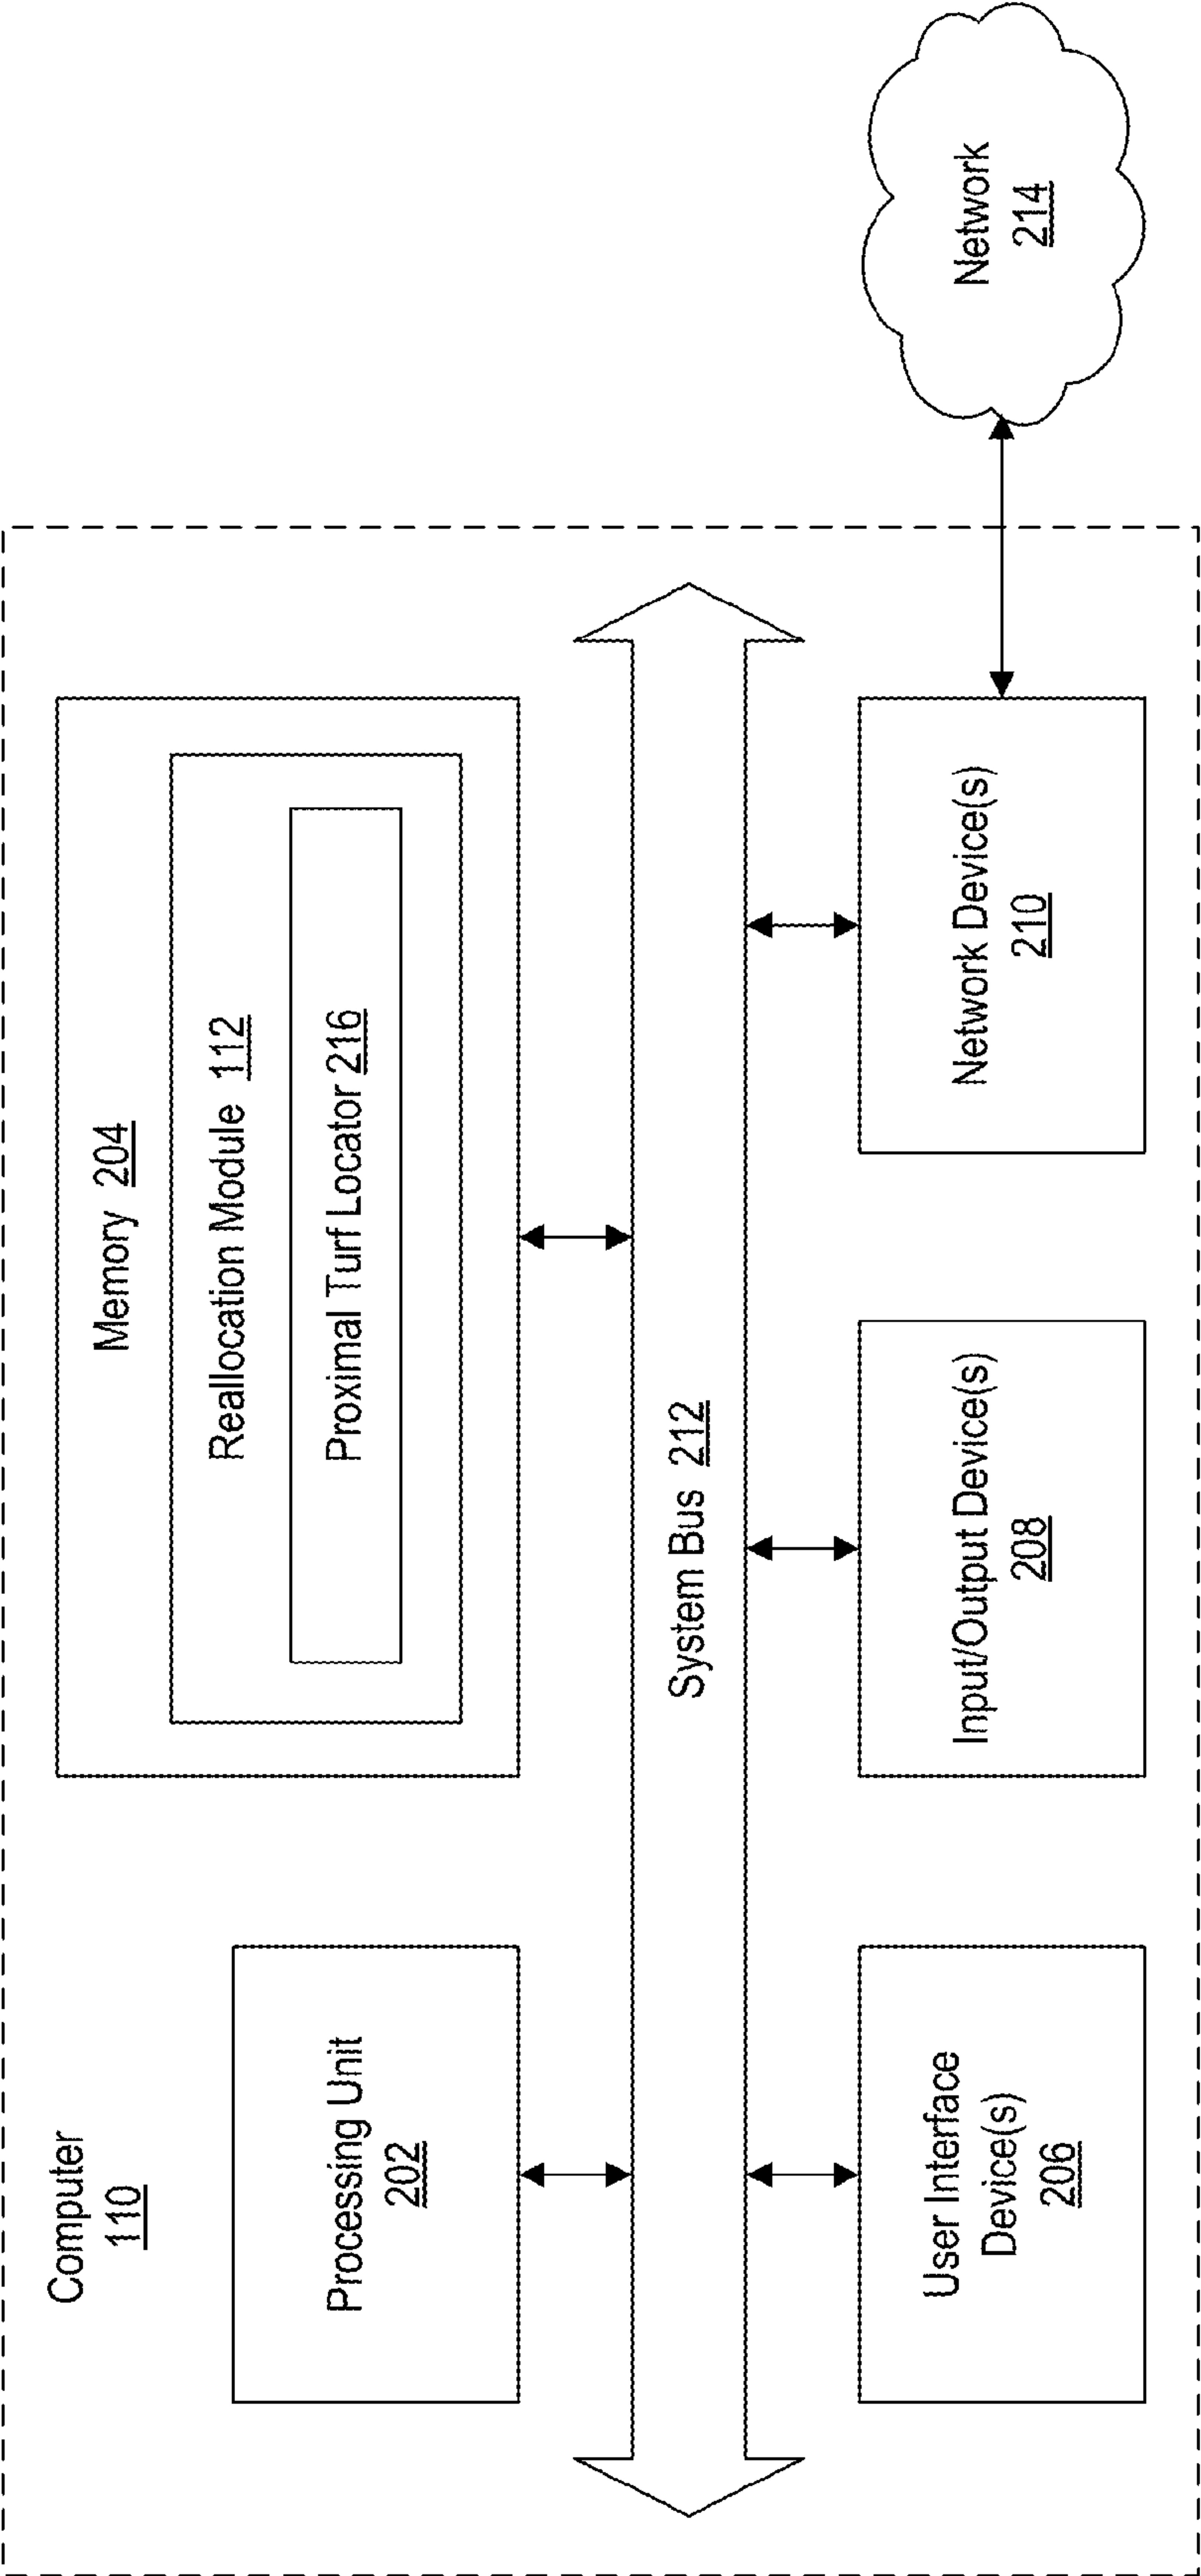 Computer
110
Processing Unit
202
Memory 204
Reallocation Module 112
Proximal Turf Locator 216
System Bus 212
User Interface
Device(s)
206
Input/Output Device(s)
208
Network Device(s)
210
Network
214